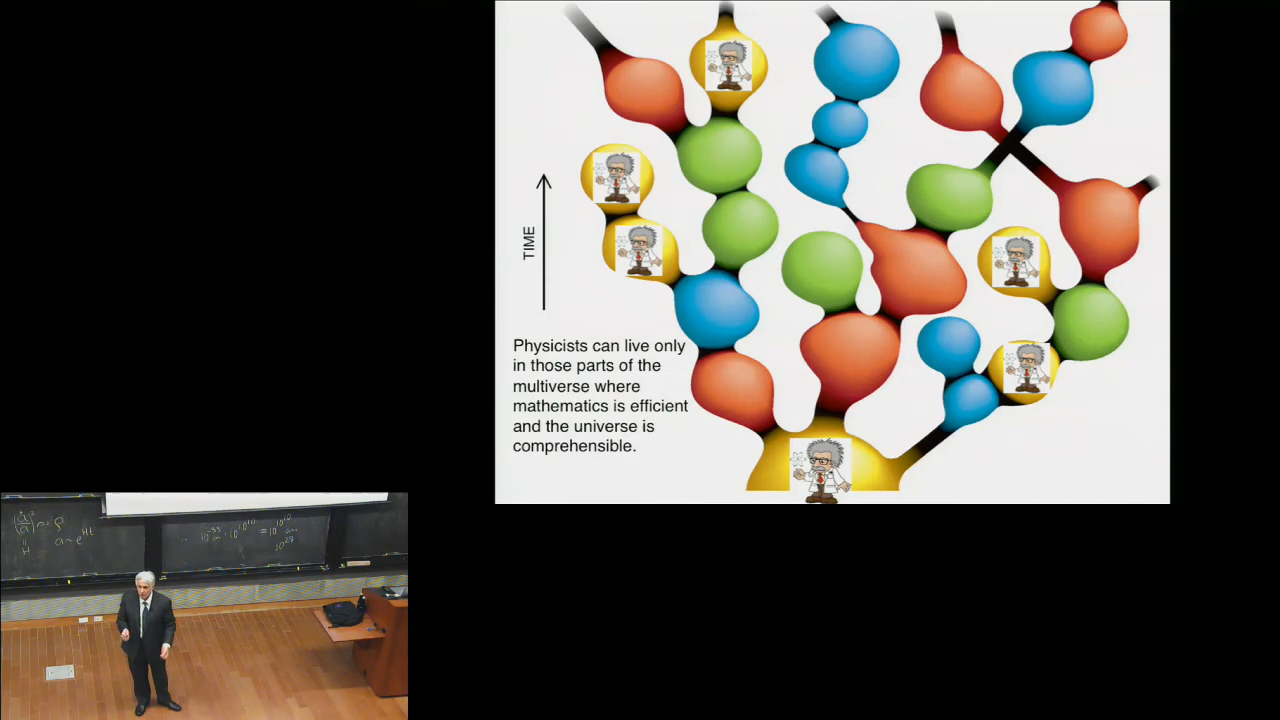 TIME
Physicists can live only
in those parts of the
multiverse where
mathematics is efficient
and the universe is
comprehensible.